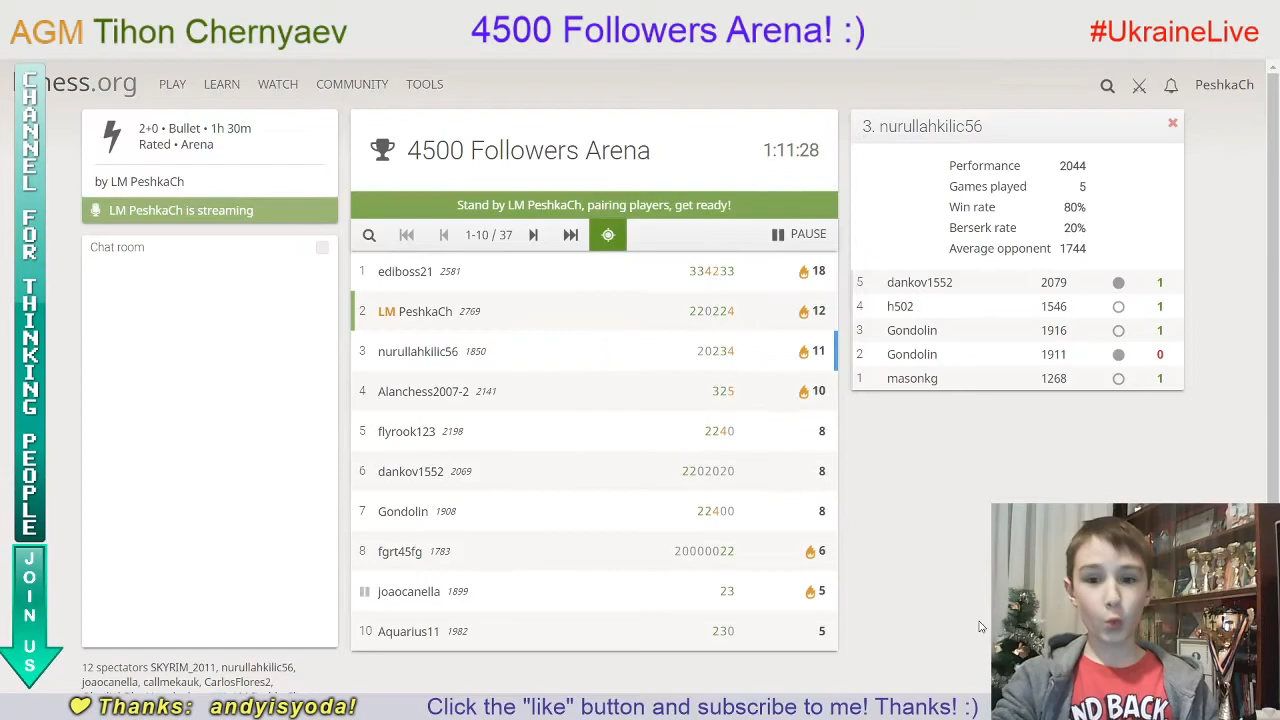 AGM Tihon Chernyaev
4500 Followers Arena! :)
#UkraineLive
CHANNEL FOR THINKING PEOPLE
JOIN US
hess.org
PLAY LEARN WATCH COMMUNITY TOOLS
PeshkaCh
2+0 • Bullet • 1h 30m
Rated • Arena
by LM PeshkaCh
LM PeshkaCh is streaming
Chat room
12 spectators SKYRIM_2011, nurullahkilic56,
joaocanella, callmekauk, CarlosFlores2,
4500 Followers Arena 1:11:28
Stand by LM PeshkaCh, pairing players, get ready!
1-10 / 37 PAUSE
1 ediboss21 2581 334233 18
2 LM PeshkaCh 2769 220224 12
3 nurullahkilic56 1850 20234 11
4 Alanchess2007-2 2141 325 10
5 flyrook123 2198 2240 8
6 dankov1552 2069 2202020 8
7 Gondolin 1908 22400 8
8 fgrt45fg 1783 20000022 6
joaocanella 1899 23 5
10 Aquarius11 1982 230 5
3. nurullahkilic56
Performance 2044
Games played 5
Win rate 80%
Berserk rate 20%
Average opponent 1744
5 dankov1552 2079 1
4 h502 1546 1
3 Gondolin 1916 1
2 Gondolin 1911 0
1 masonkg 1268 1
ND BACK
Thanks: andyisyoda!
Click the "like" button and subscribe to me! Thanks! :)